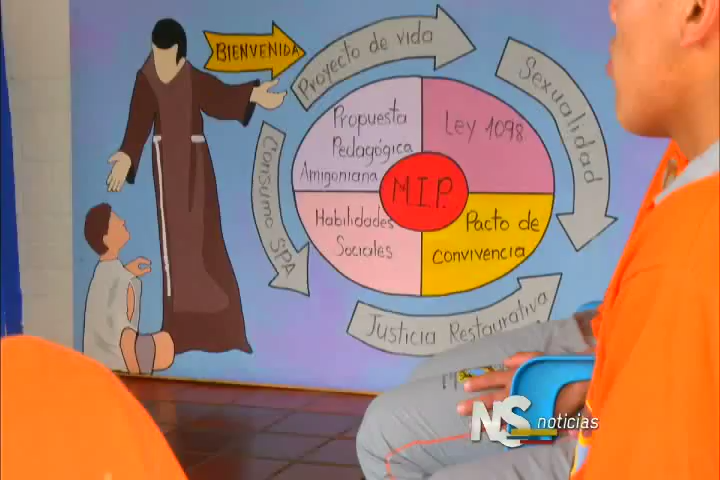 BIENVENIDA
Proyecto de vida
Sexualidad
Propuesta
Pedagógica
Amigoniana
Ley 1098
M.I.P.
Consumo SPA
Habilidades
Sociales
Pacto de
convivencia
Justicia Restaurativa
NS noticias